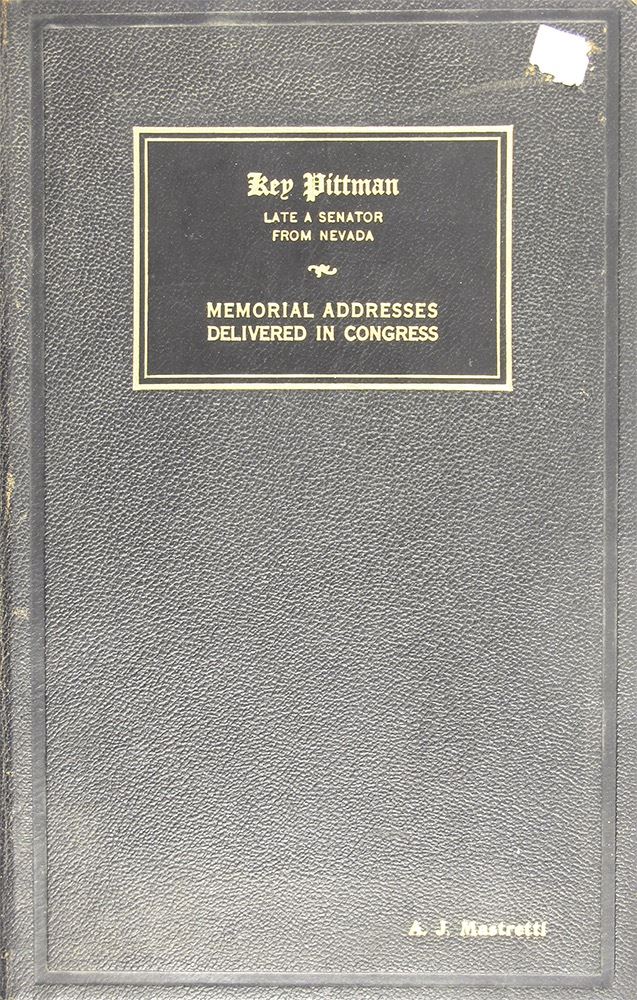 Key Pittman
LATE A SENATOR
FROM NEVADA
MEMORIAL ADDRESSES
DELIVERED IN CONGRESS
A. J. Mastretti